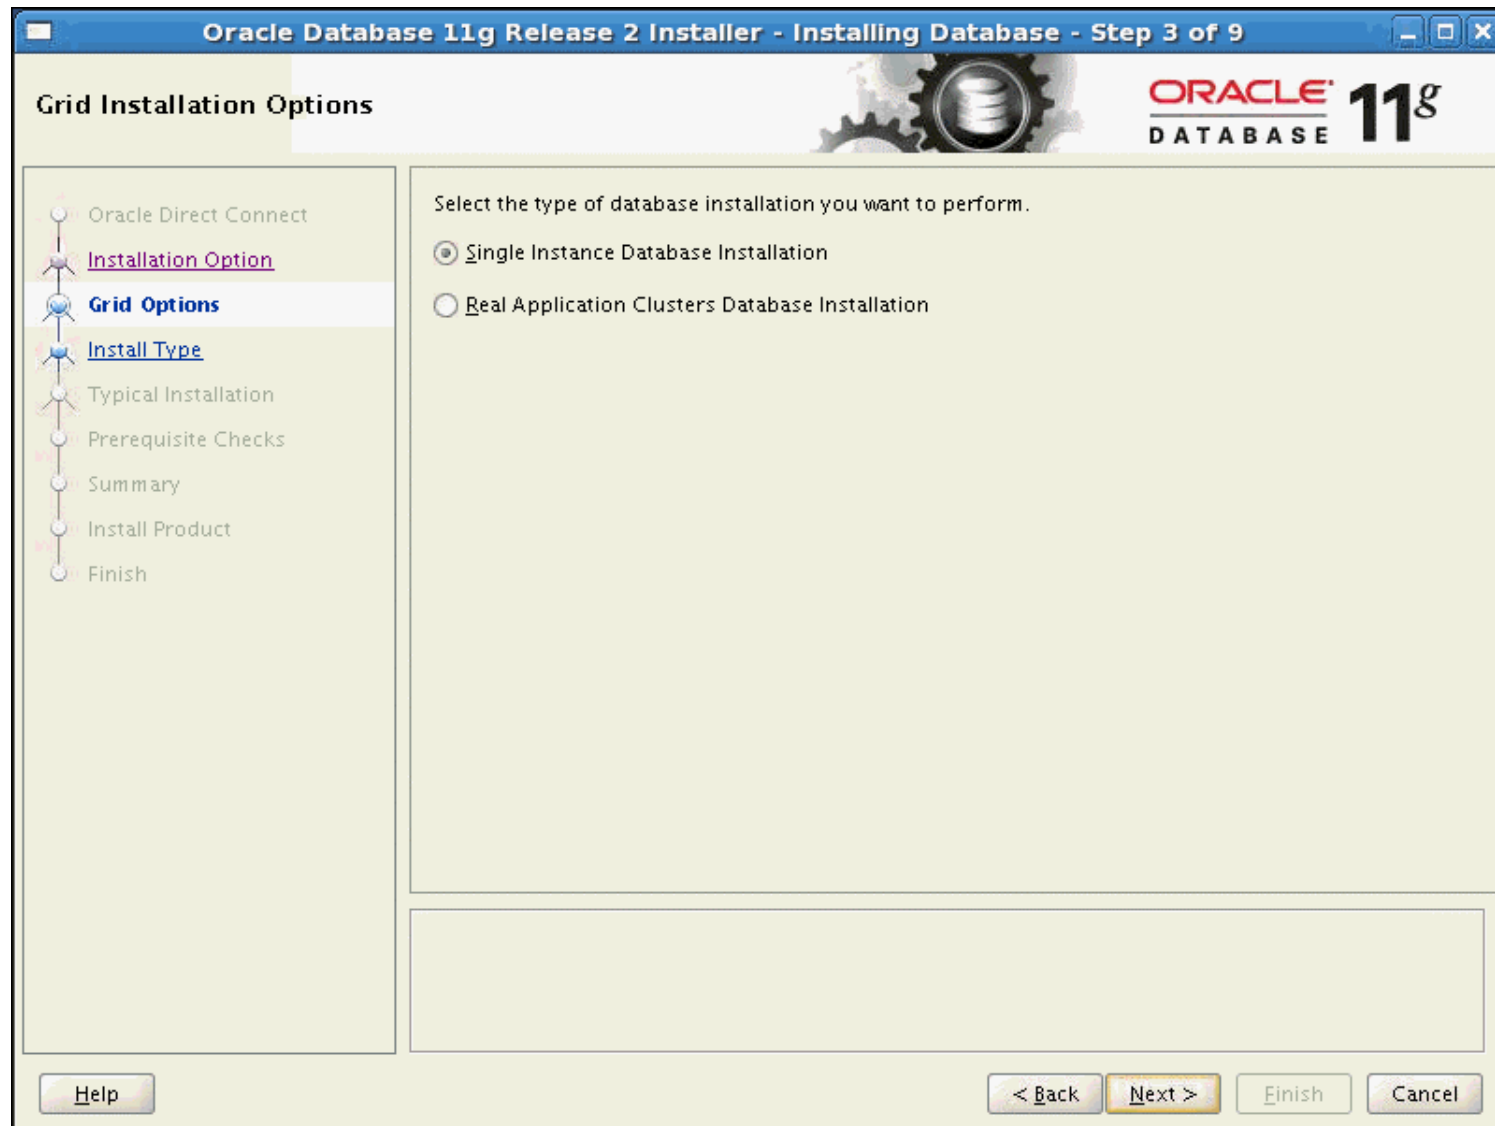 Oracle Database 11g Release 2 Installer - Installing Database - Step 3 of 9
Grid Installation Options
ORACLE
DATABASE
11g
Oracle Direct Connect
Installation Option
Grid Options
Install Type
Typical Installation
Prerequisite Checks
Summary
Install Product
Finish
Select the type of database installation you want to perform.
Single Instance Database Installation
Real Application Clusters Database Installation
Help
< Back
Next >
Finish
Cancel